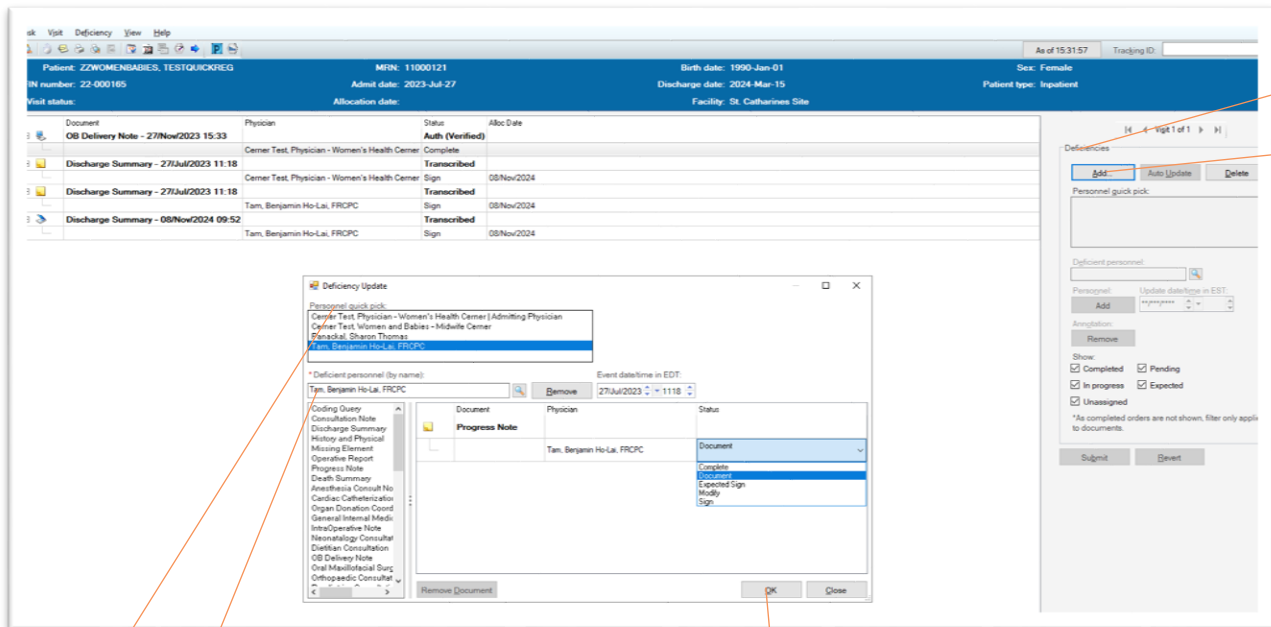 sk Visit Deficiency View Help
As of 15:31:57 Tracking ID:
Patient: ZZWOMENBABIES, TESTQUICKREG MRN: 11000121 Birth date: 1990-Jan-01 Sex: Female
FIN number: 22-000165 Admit date: 2023-Jul-27 Discharge date: 2024-Mar-15 Patient type: Inpatient
Visit status: Allocation date: Facility: St. Catharines Site
Document Physician Status Alloc Date
OB Delivery Note - 27/Nov/2023 15:33 Auth (Verified)
Cerner Test, Physician - Women's Health Cerner Complete
Discharge Summary - 27/Jul/2023 11:18 Transcribed
Cerner Test, Physician - Women's Health Cerner Sign 08/Nov/2024
Discharge Summary - 27/Jul/2023 11:18 Transcribed
Tam, Benjamin Ho-Lai, FRCPC Sign 08/Nov/2024
Discharge Summary - 08/Nov/2024 09:52 Transcribed
Tam, Benjamin Ho-Lai, FRCPC Sign 08/Nov/2024
Visit 1 of 1
Deficiencies
Add... Auto Update Delete
Personnel quick pick:
Deficient personnel:
Personnel: Update date/time in EST:
Add **/***/****
Annotation:
Remove
Show:
Completed Pending
In progress Expected
Unassigned
*As completed orders are not shown, filter only appli
to documents.
Submit Revert
Deficiency Update
Personnel quick pick:
Cerner Test, Physician - Women's Health Cerner | Admitting Physician
Cerner Test, Women and Babies - Midwife Cerner
Panackal, Sharon Thomas
Tam, Benjamin Ho-Lai, FRCPC
* Deficient personnel (by name): Event date/time in EDT:
Tam, Benjamin Ho-Lai, FRCPC Remove 27/Jul/2023 1118
Coding Query
Consultation Note
Discharge Summary
History and Physical
Missing Element
Operative Report
Progress Note
Death Summary
Anesthesia Consult No
Cardiac Catheterization
Organ Donation Coord
General Internal Medic
IntraOperative Note
Neonatalogy Consultat
Dietitian Consultation
OB Delivery Note
Oral Maxillofacial Surg
Orthopaedic Consultat
Document Physician Status
Progress Note
Tam, Benjamin Ho-Lai, FRCPC Document
Complete
Document
Expected Sign
Modify
Sign
Remove Document OK Close